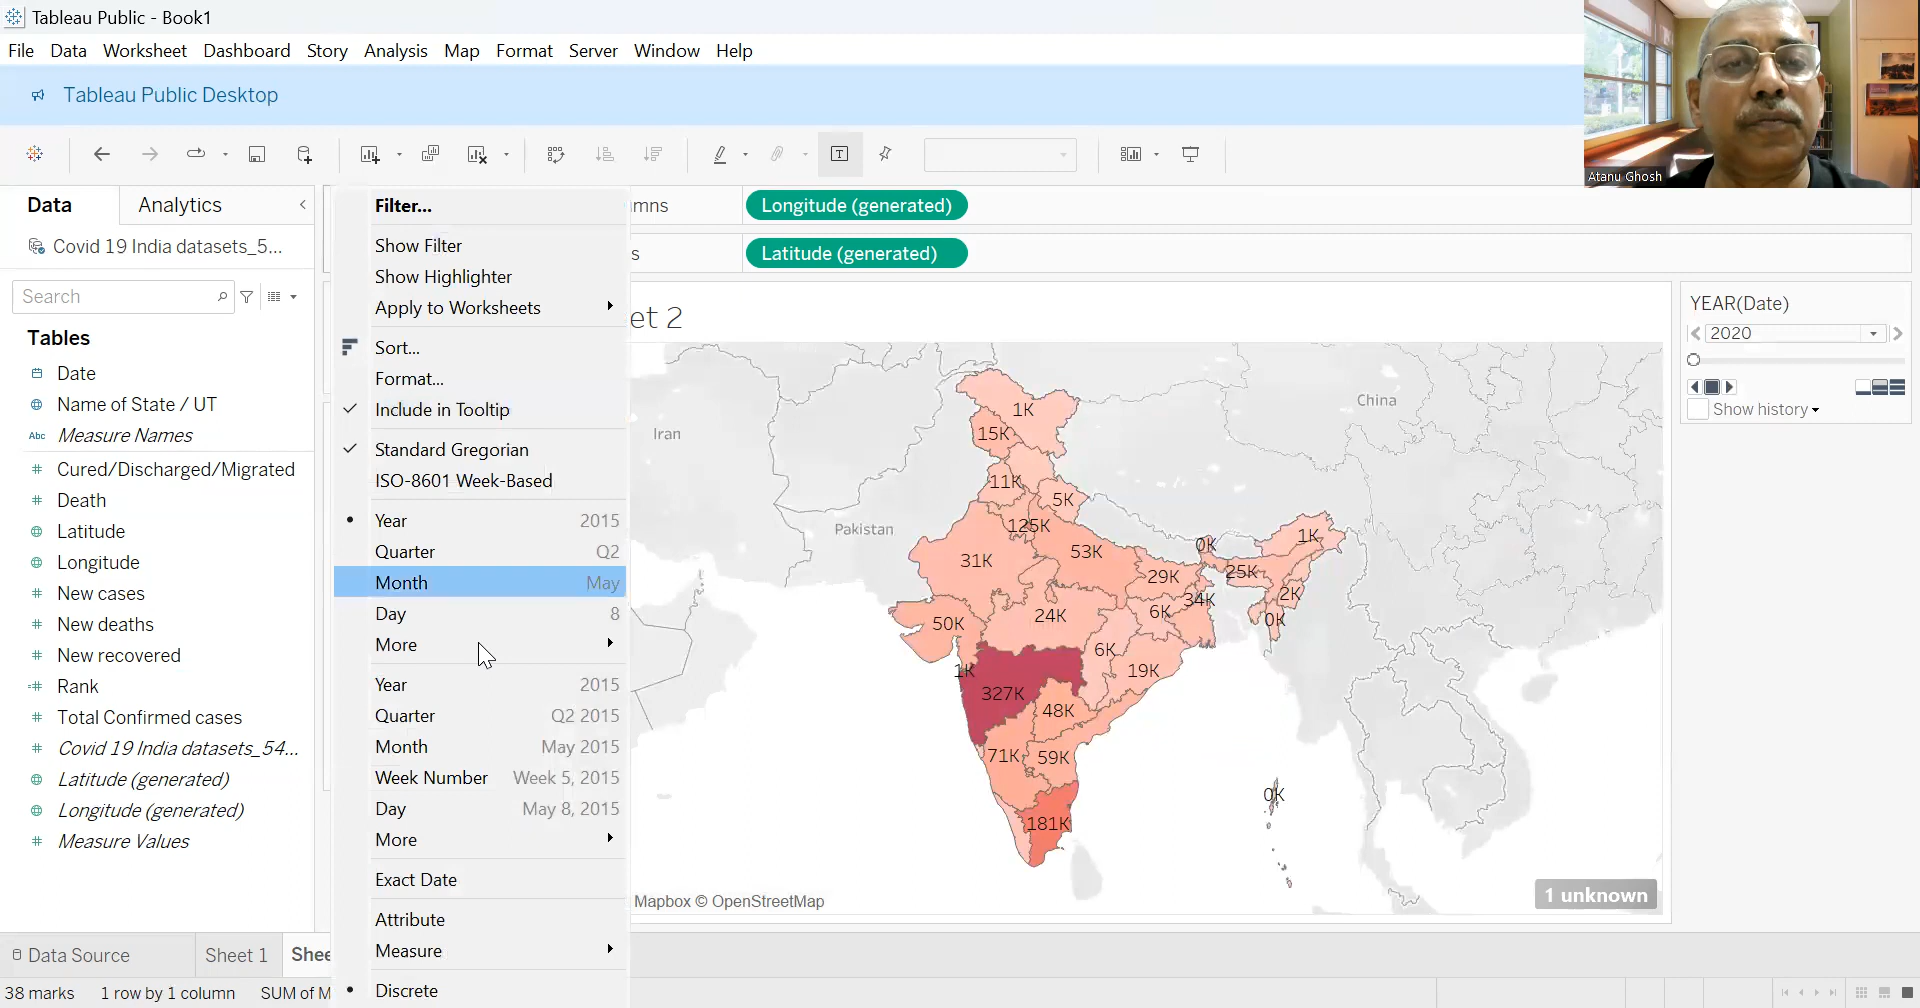 Tableau Public - Book1
File Data Worksheet Dashboard Story Analysis Map Format Server Window Help
Tableau Public Desktop
Atanu Ghosh
Data Analytics
Covid 19 India datasets_5...
Search
Tables
Date
Name of State / UT
Abc Measure Names
Cured/Discharged/Migrated
Death
Latitude
Longitude
New cases
New deaths
New recovered
Rank
Total Confirmed cases
Covid 19 India datasets_54...
Latitude (generated)
Longitude (generated)
Measure Values
Filter...
Show Filter
Show Highlighter
Apply to Worksheets
Sort...
Format...
Include in Tooltip
Standard Gregorian
ISO-8601 Week-Based
Year 2015
Quarter Q2
Month May
Day 8
More
Year 2015
Quarter Q2 2015
Month May 2015
Week Number Week 5, 2015
Day May 8, 2015
More
Exact Date
Attribute
Measure
Discrete
mns Longitude (generated)
s Latitude (generated)
et 2
China
Iran
Pakistan
1K
15K
11K
5K
125K
31K
53K
0K
1K
29K
25K
34K
2K
50K
24K
6K
0K
1K
6K
19K
327K
48K
71K
59K
181K
0K
Mapbox © OpenStreetMap
1 unknown
YEAR(Date)
2020
Show history
Data Source Sheet 1 Shee
38 marks 1 row by 1 column SUM of M